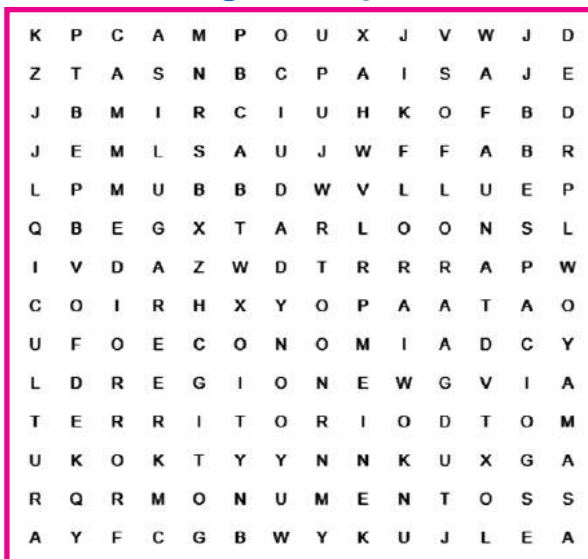 K P C A M P O U X J V W J D
Z T A S N B C P A I S A J E
J B M I R C I U H K O F B D
J E M L S A U J W F F A B R
L P M U B B D W V L L U E P
Q B E G X T A R L O O N S L
I V D A Z W D T R R R A P W
C O I R H X Y O P A A T A O
U F O E C O N O M I A D C Y
L D R E G I O N E W G V I A
T E R R I T O R I O D T O M
U K O K T Y Y N N K U X G A
R Q R M O N U M E N T O S S
A Y F C G B W Y K U J L E A